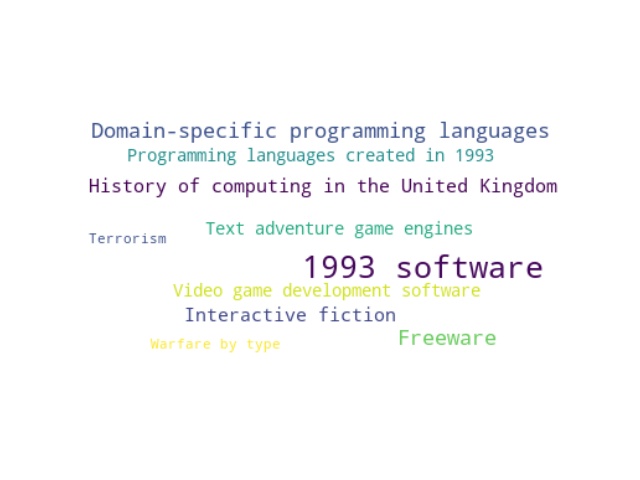 Domain-specific programming languages
Programming languages created in 1993
History of computing in the United Kingdom
Text adventure game engines
Terrorism
1993 software
Video game development software
Interactive fiction
Freeware
Warfare by type